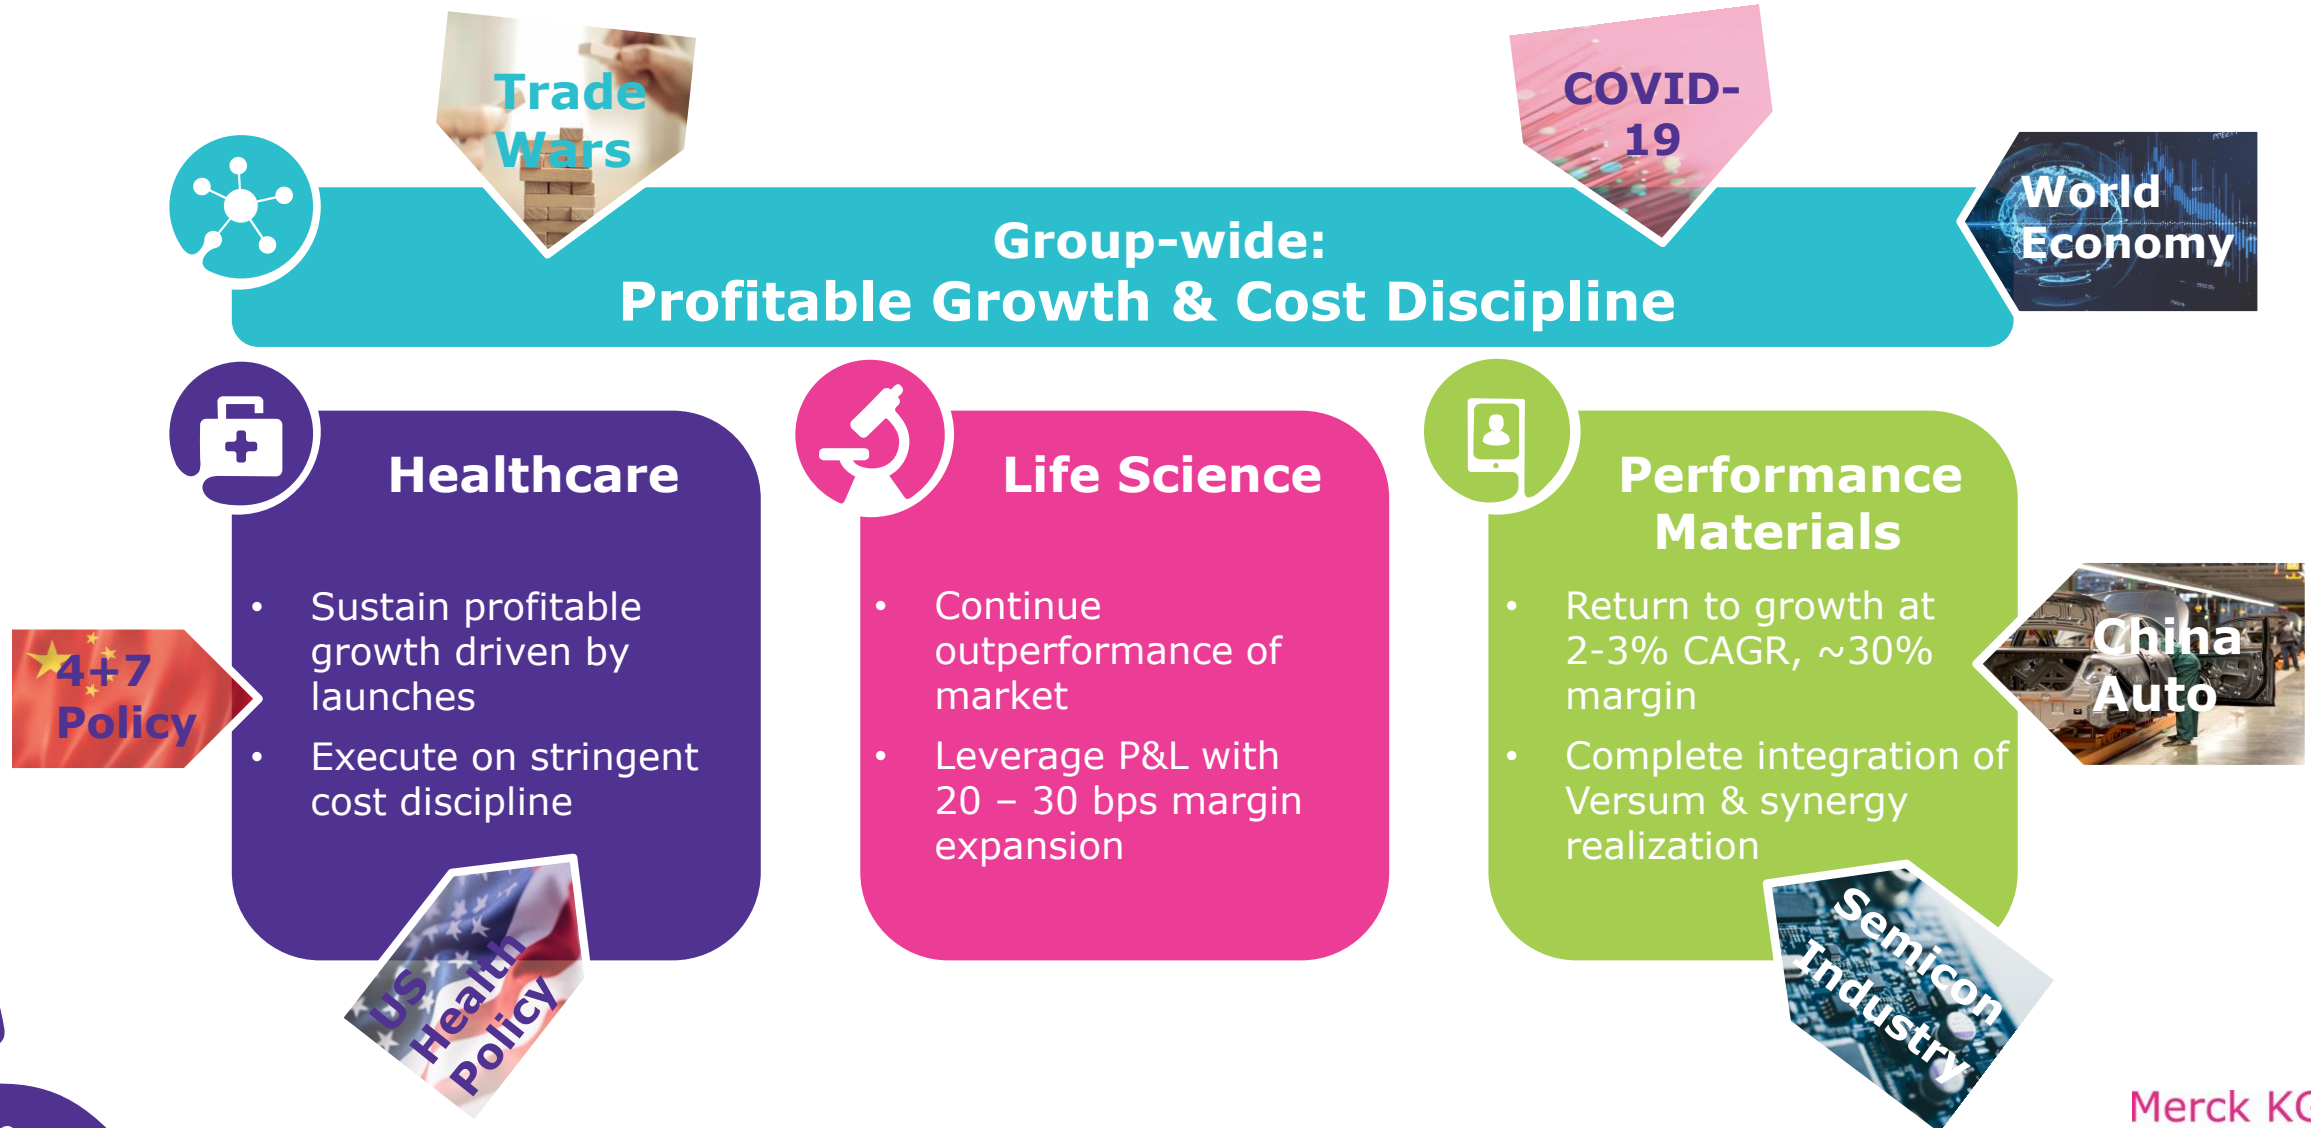 Trade
Wars
COVID-
19
World
Economy
Group-wide:
Profitable Growth & Cost Discipline
Healthcare
• Sustain profitable
growth driven by
launches
• Execute on stringent
cost discipline
4+7
Policy
US
Health
Policy
Life Science
• Continue
outperformance of
market
• Leverage P&L with
20 – 30 bps margin
expansion
Performance
Materials
• Return to growth at
2-3% CAGR, ~30%
margin
• Complete integration of
Versum & synergy
realization
China
Auto
Semicon
Industry
Merck